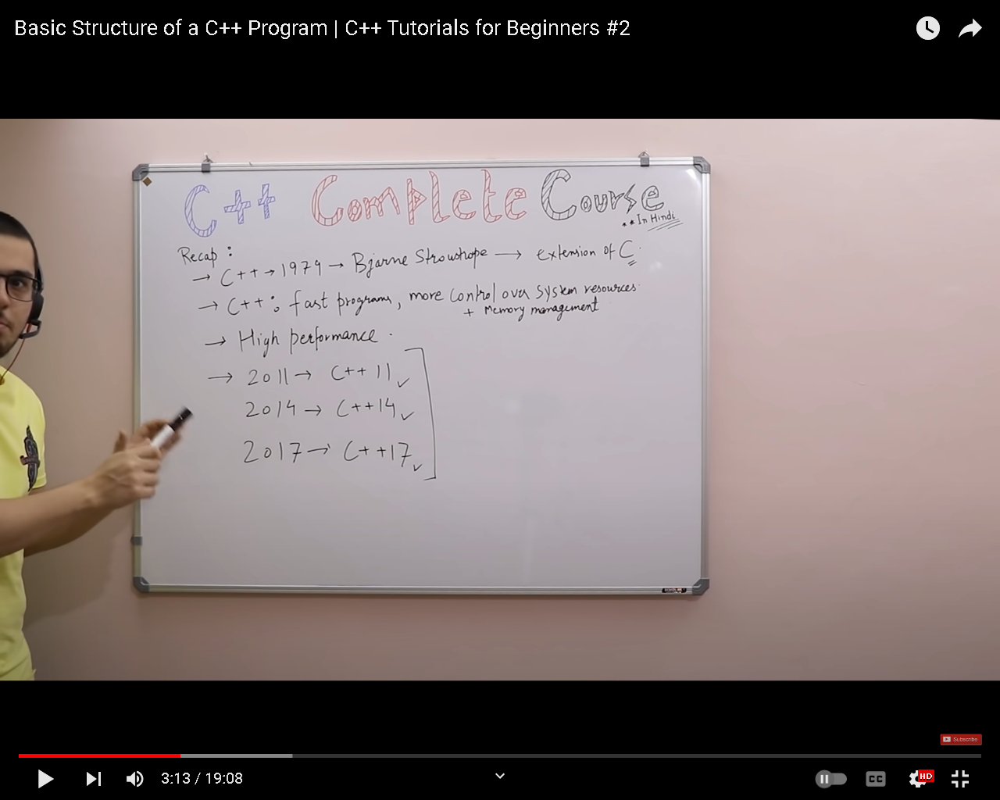 Basic Structure of a C++ Program | C++ Tutorials for Beginners #2
C++ Complete Course
**In Hindi
Recap :
→ C++ → 1979 → Bjarne Stroustrope → extension of C
→ C++ : fast programs, more control over system resources
+ Memory management
→ High performance.
→ 2011 → C++ 11 ✓
2014 → C++14 ✓
2017 → C++17 ✓
Subscribe
3:13 / 19:08
CC
HD